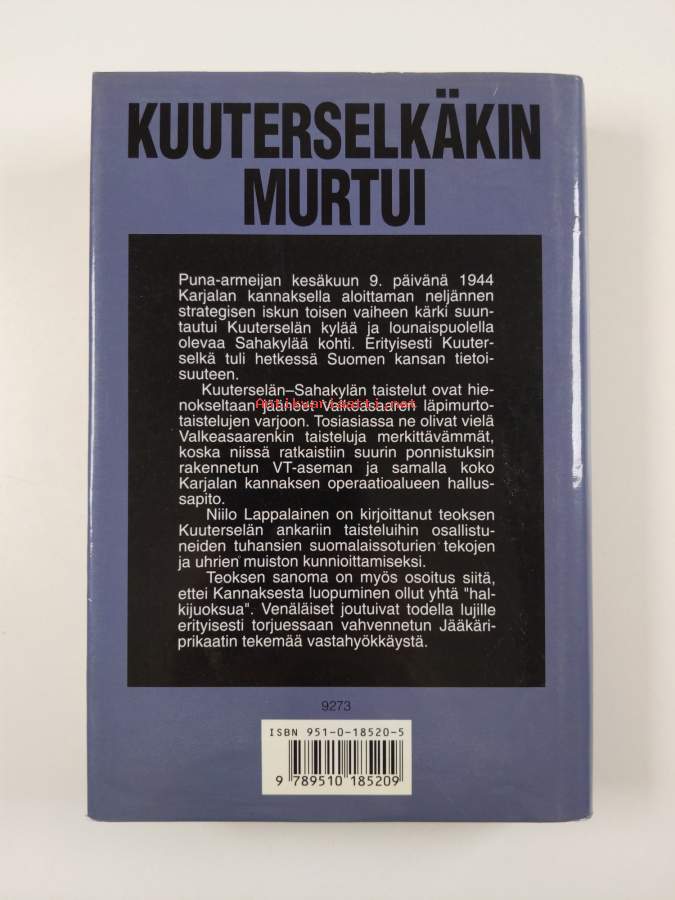 KUUTERSELKÄKIN
MURTUI
Puna-armeijan kesäkuun 9. päivänä 1944
Karjalan kannaksella aloittaman neljännen
strategisen iskun toisen vaiheen kärki suun-
tautui Kuuterselän kylää ja lounaispuolella
olevaa Sahakylää kohti. Erityisesti Kuuter-
selkä tuli hetkessä Suomen kansan tietoi-
suuteen.
Kuuterselän–Sahakylän taistelut ovat hie-
nokseltaan jääneet Valkeasaaren läpimurto-
Antikvariaatti.net
taistelujen varjoon. Tosiasiassa ne olivat vielä
Valkeasaarenkin taisteluja merkittävämmät,
koska niissä ratkaistiin suurin ponnistuksin
rakennetun VT-aseman ja samalla koko
Karjalan kannaksen operaatioalueen hallus-
sapito.
Niilo Lappalainen on kirjoittanut teoksen
Kuuterselän ankariin taisteluihin osallistu-
neiden tuhansien suomalaissoturien tekojen
ja uhrien muiston kunnioittamiseksi.
Teoksen sanoma on myös osoitus siitä,
ettei Kannaksesta luopuminen ollut yhtä "häl-
kijuoksua". Venäläiset joutuivat todella lujille
erityisesti torjuessaan vahvennetun Jääkäri-
prikaatin tekemää vastahyökkäystä.
9273
ISBN 951-0-18520-5
9 789510 185209